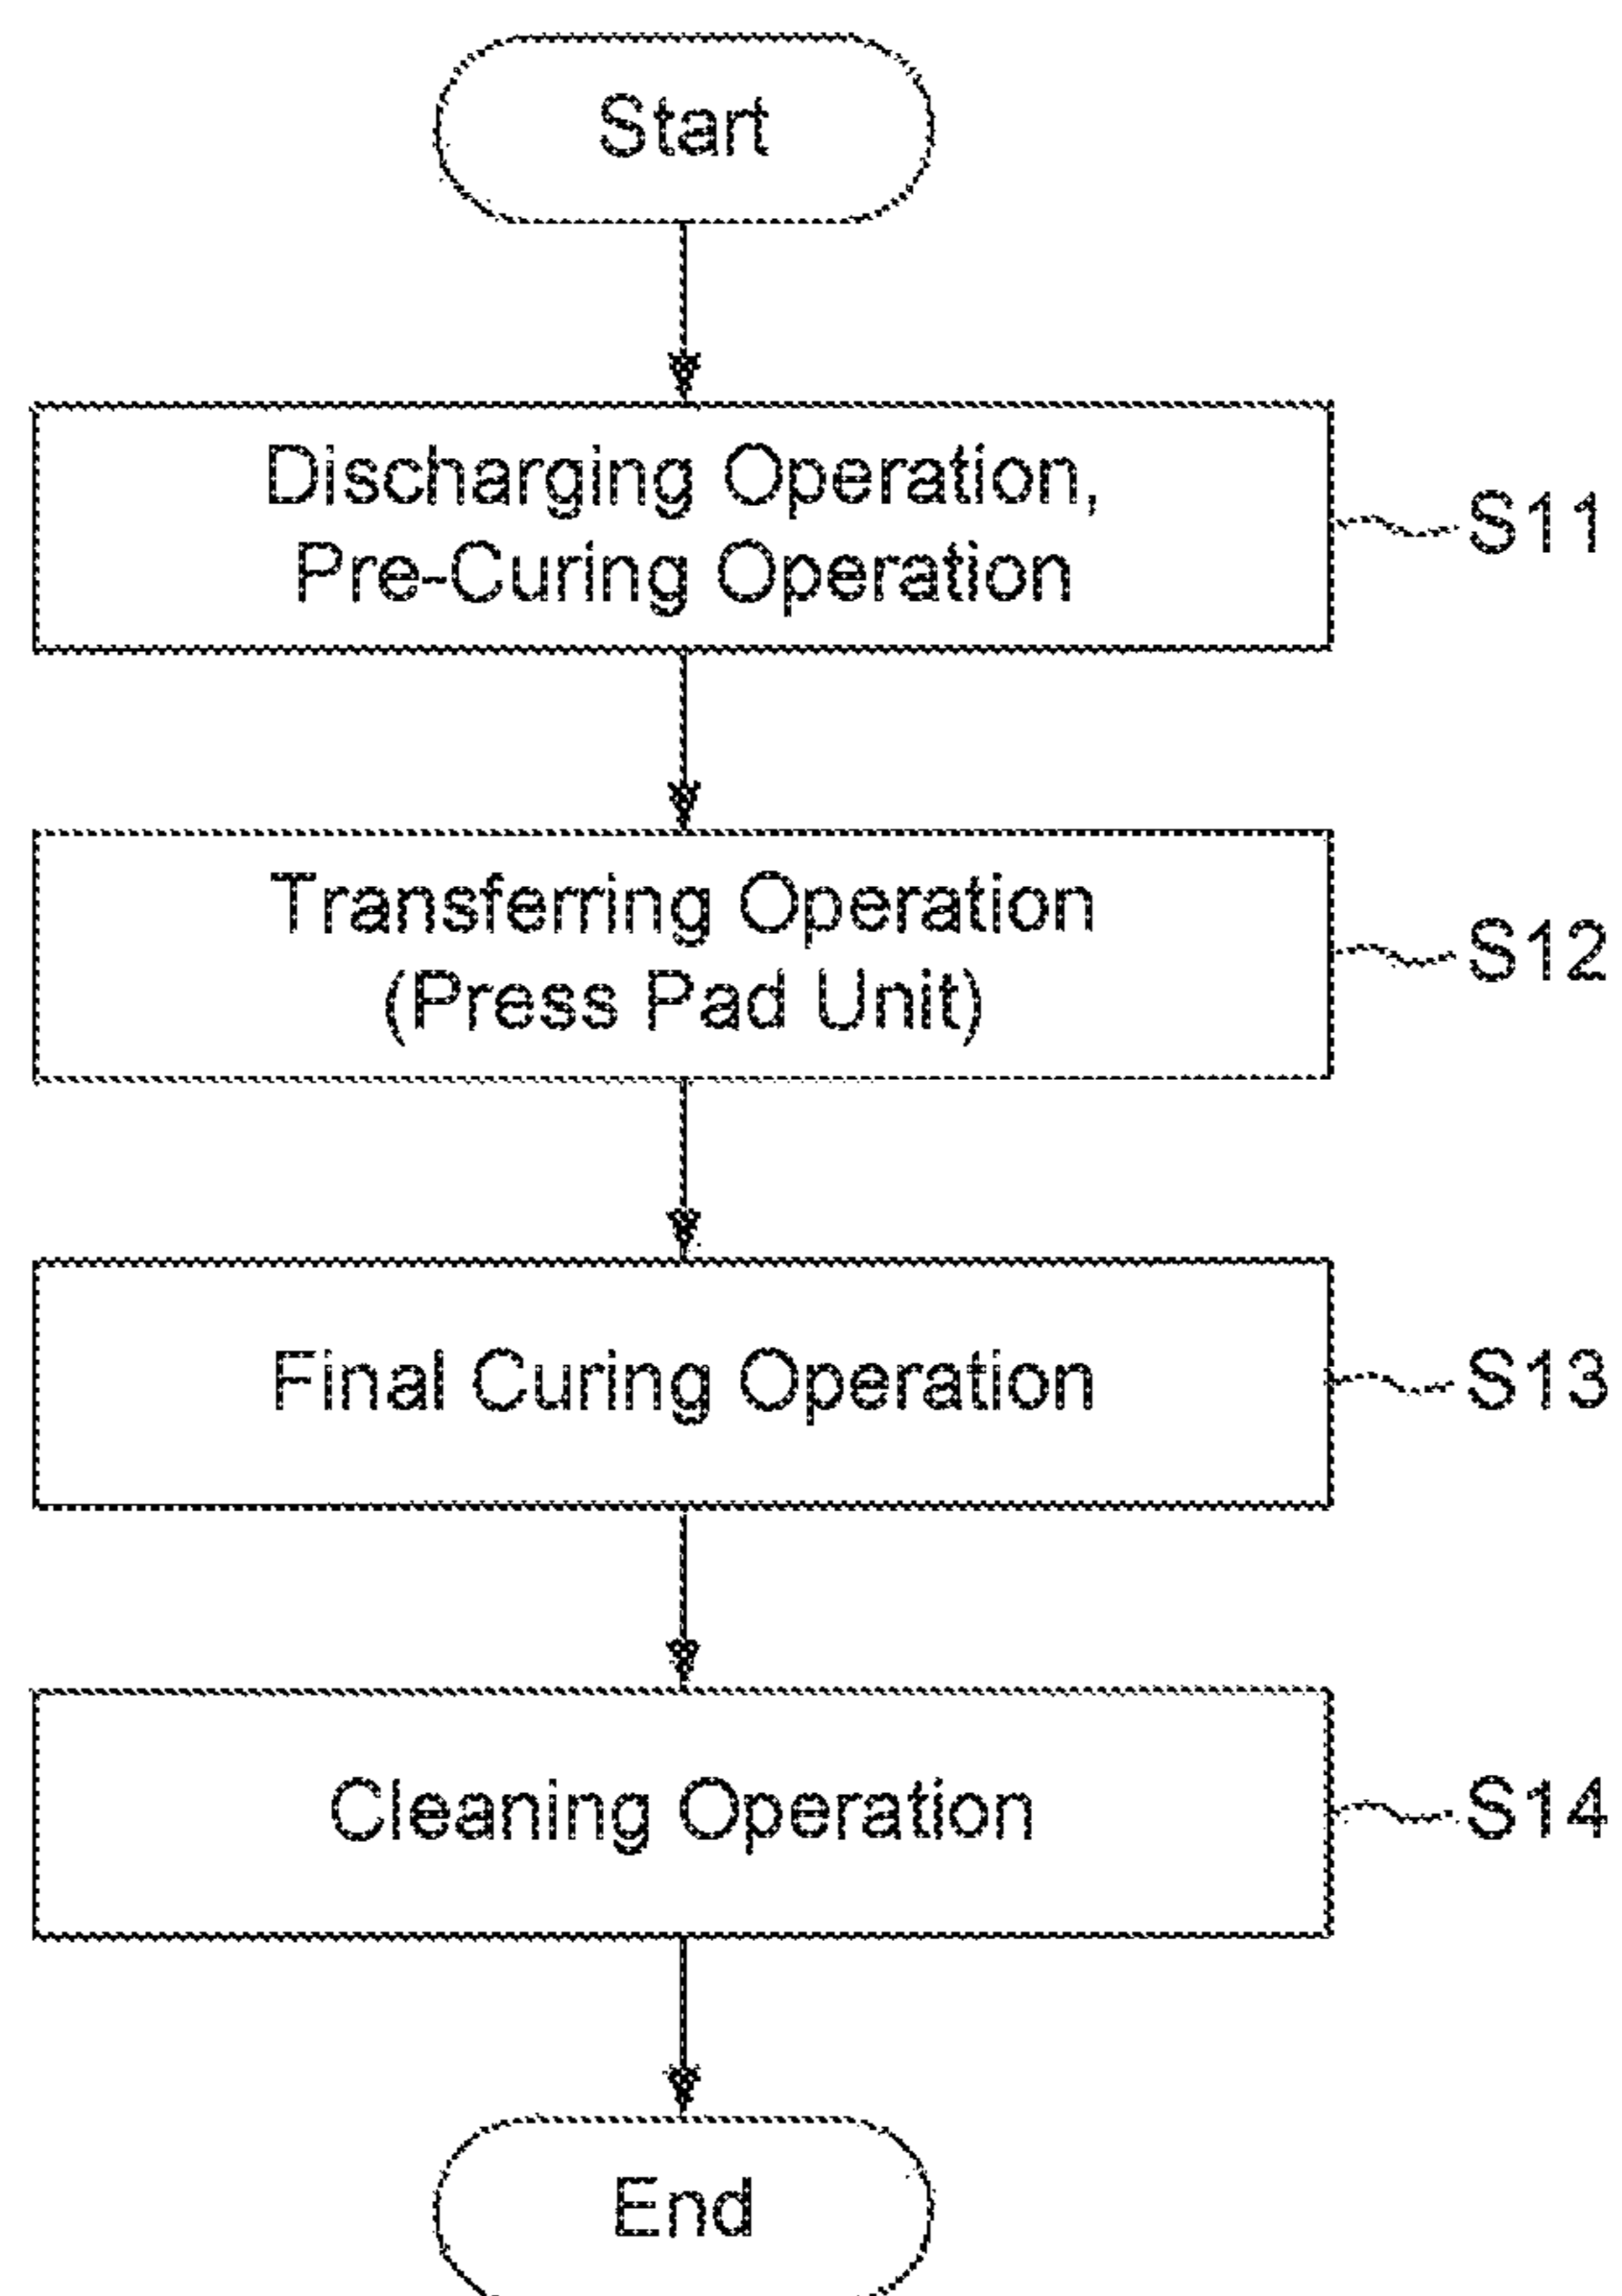 Start
Discharging Operation,
Pre-Curing Operation
S11
Transferring Operation
(Press Pad Unit)
S12
Final Curing Operation
S13
Cleaning Operation
S14
End